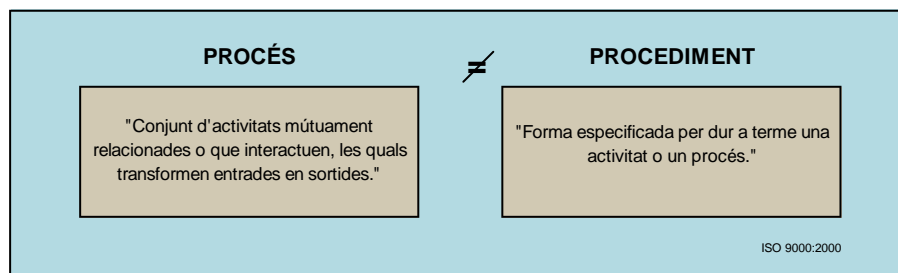 PROCÉS ≠ PROCEDIMENT
"Conjunt d'activitats mútuament
relacionades o que interactuen, les quals
transformen entrades en sortides."
"Forma especificada per dur a terme una
activitat o un procés."
ISO 9000:2000